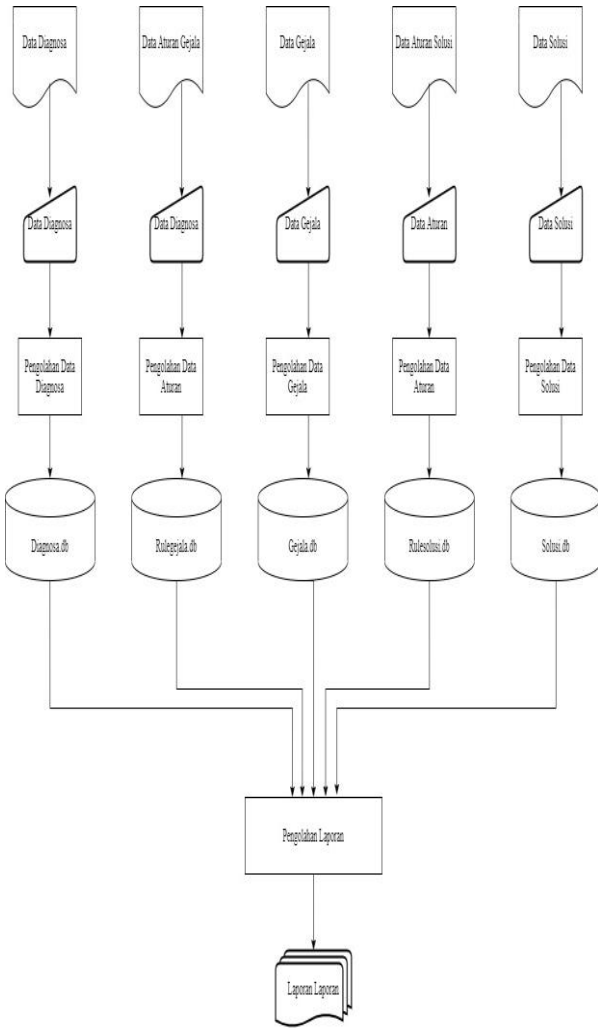 Data Diagnosa
Data Aturan Gejala
Data Gejala
Data Aturan Solusi
Data Solusi
Data Diagnosa
Data Diagnosa
Data Gejala
Data Aturan
Data Solusi
Pengolahan Data
Diagnosa
Pengolahan Data
Aturan
Pengolahan Data
Gejala
Pengolahan Data
Aturan
Pengolahan Data
Solusi
Diagnosa.db
Rulegejala.db
Gejala.db
Rulesolusi.db
Solusi.db
Pengolahan Laporan
Laporan Laporan